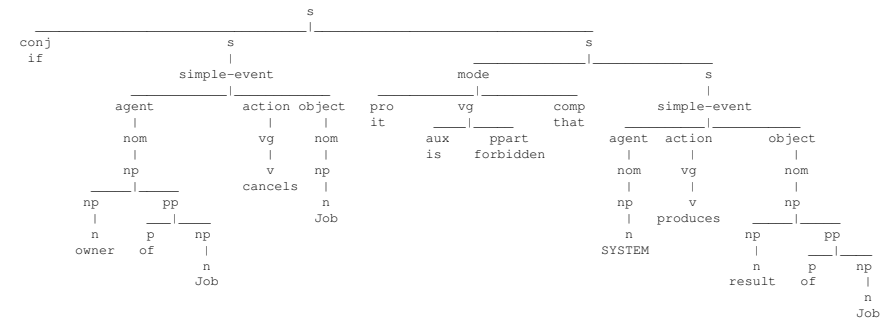 s
conj s s
if
simple-event mode s
agent action object pro vg comp simple-event
it that
nom vg nom aux ppart agent action object
is forbidden
np v np nom vg nom
cancels
np pp n np v np
Job produces
n p np n np pp
owner of SYSTEM
n n p np
Job result of
n
Job